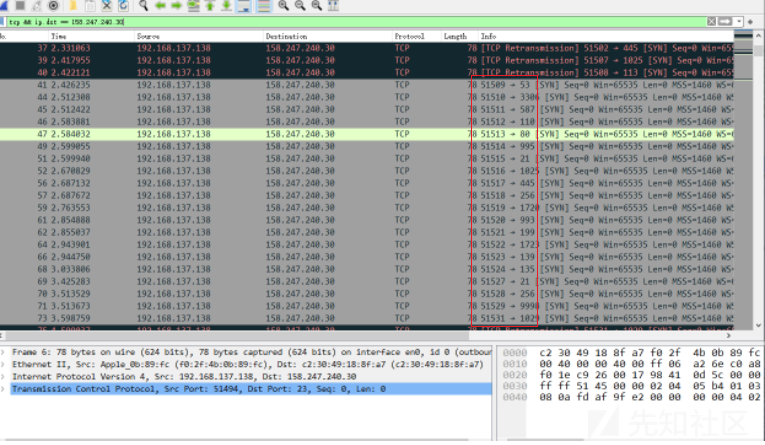 tcp && ip.dst == 158.247.240.30
No. Time Source Destination Protocol Length Info
37 2.331063 192.168.137.138 158.247.240.30 TCP 78 [TCP Retransmission] 51502 → 445 [SYN] Seq=0 Win=655
39 2.417955 192.168.137.138 158.247.240.30 TCP 78 [TCP Retransmission] 51507 → 1025 [SYN] Seq=0 Win=65
40 2.422121 192.168.137.138 158.247.240.30 TCP 78 [TCP Retransmission] 51508 → 113 [SYN] Seq=0 Win=655
41 2.426235 192.168.137.138 158.247.240.30 TCP 78 51509 → 53 [SYN] Seq=0 Win=65535 Len=0 MSS=1460 WS=6
44 2.512308 192.168.137.138 158.247.240.30 TCP 78 51510 → 3306 [SYN] Seq=0 Win=65535 Len=0 MSS=1460 WS
45 2.512422 192.168.137.138 158.247.240.30 TCP 78 51511 → 587 [SYN] Seq=0 Win=65535 Len=0 MSS=1460 WS=
46 2.583881 192.168.137.138 158.247.240.30 TCP 78 51512 → 110 [SYN] Seq=0 Win=65535 Len=0 MSS=1460 WS=
47 2.584032 192.168.137.138 158.247.240.30 TCP 78 51513 → 80 [SYN] Seq=0 Win=65535 Len=0 MSS=1460 WS=6
49 2.599055 192.168.137.138 158.247.240.30 TCP 78 51514 → 995 [SYN] Seq=0 Win=65535 Len=0 MSS=1460 WS=
51 2.599940 192.168.137.138 158.247.240.30 TCP 78 51515 → 21 [SYN] Seq=0 Win=65535 Len=0 MSS=1460 WS=6
52 2.670829 192.168.137.138 158.247.240.30 TCP 78 51516 → 1025 [SYN] Seq=0 Win=65535 Len=0 MSS=1460 WS
56 2.687132 192.168.137.138 158.247.240.30 TCP 78 51517 → 445 [SYN] Seq=0 Win=65535 Len=0 MSS=1460 WS=
57 2.687672 192.168.137.138 158.247.240.30 TCP 78 51518 → 256 [SYN] Seq=0 Win=65535 Len=0 MSS=1460 WS=
59 2.763553 192.168.137.138 158.247.240.30 TCP 78 51519 → 1720 [SYN] Seq=0 Win=65535 Len=0 MSS=1460 WS
61 2.854888 192.168.137.138 158.247.240.30 TCP 78 51520 → 993 [SYN] Seq=0 Win=65535 Len=0 MSS=1460 WS=
62 2.855037 192.168.137.138 158.247.240.30 TCP 78 51521 → 199 [SYN] Seq=0 Win=65535 Len=0 MSS=1460 WS=
64 2.943901 192.168.137.138 158.247.240.30 TCP 78 51522 → 1723 [SYN] Seq=0 Win=65535 Len=0 MSS=1460 WS
66 2.944750 192.168.137.138 158.247.240.30 TCP 78 51523 → 139 [SYN] Seq=0 Win=65535 Len=0 MSS=1460 WS=
68 3.033806 192.168.137.138 158.247.240.30 TCP 78 51524 → 135 [SYN] Seq=0 Win=65535 Len=0 MSS=1460 WS=
69 3.425283 192.168.137.138 158.247.240.30 TCP 78 51527 → 21 [SYN] Seq=0 Win=65535 Len=0 MSS=1460 WS=6
70 3.513529 192.168.137.138 158.247.240.30 TCP 78 51528 → 256 [SYN] Seq=0 Win=65535 Len=0 MSS=1460 WS=
71 3.513673 192.168.137.138 158.247.240.30 TCP 78 51529 → 9998 [SYN] Seq=0 Win=65535 Len=0 MSS=1460 WS
73 3.598759 192.168.137.138 158.247.240.30 TCP 78 51531 → 1029 [SYN] Seq=0 Win=65535 Len=0 MSS=1460 WS
Frame 6: 78 bytes on wire (624 bits), 78 bytes captured (624 bits) on interface en0, id 0 (outbour
Ethernet II, Src: Apple_0b:89:fc (f0:2f:4b:0b:89:fc), Dst: c2:30:49:18:8f:a7 (c2:30:49:18:8f:a7)
Internet Protocol Version 4, Src: 192.168.137.138, Dst: 158.247.240.30
Transmission Control Protocol, Src Port: 51494, Dst Port: 23, Seq: 0, Len: 0
0000 c2 30 49 18 8f a7 f0 2f 4b 0b 89 fc
0010 00 40 00 00 40 00 ff 06 a2 6e c0 a8
0020 f0 1e c9 26 00 17 98 41 0d 5c 00 00
0030 ff ff 51 45 00 00 02 04 05 b4 01 03
0040 08 0a fd af 9f e2 00 00 00 00 04 02
先知社区